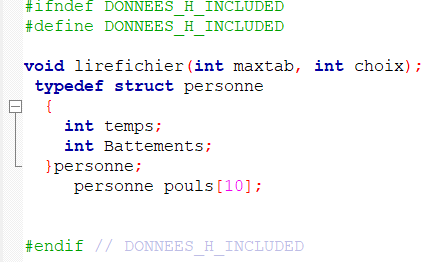 #ifndef DONNEES_H_INCLUDED
#define DONNEES_H_INCLUDED
void lirefichier(int maxtab, int choix);
typedef struct personne
{
int temps;
int Battements;
}personne;
personne pouls[10];
#endif // DONNEES_H_INCLUDED